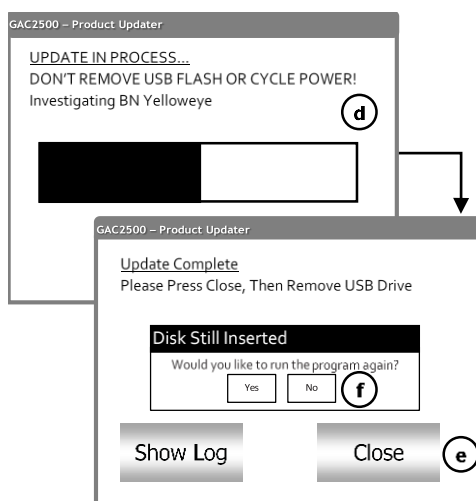 GAC2500 – Product Updater
UPDATE IN PROCESS...
DON'T REMOVE USB FLASH OR CYCLE POWER!
Investigating BN Yelloweye
d
GAC2500 – Product Updater
Update Complete
Please Press Close, Then Remove USB Drive
Disk Still Inserted
Would you like to run the program again?
Yes No f
Show Log Close e